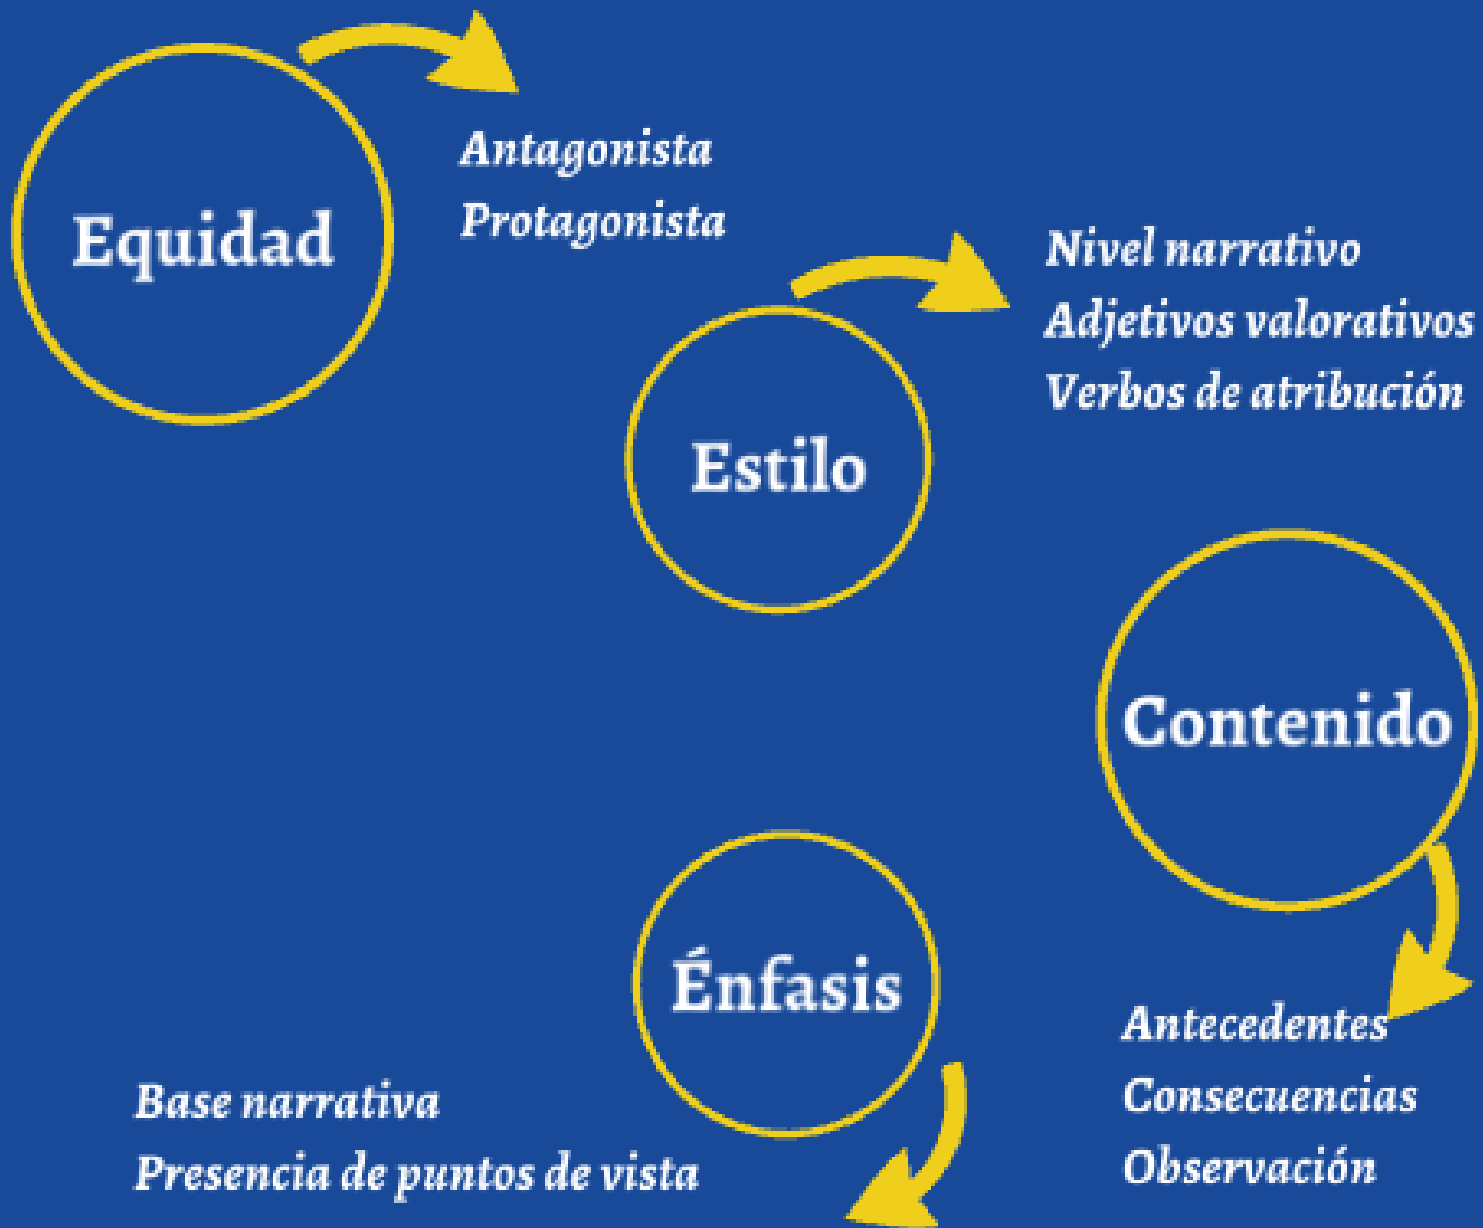 Equidad
Antagonista
Protagonista
Estilo
Nivel narrativo
Adjetivos valorativos
Verbos de atribución
Contenido
Antecedentes
Consecuencias
Observación
Énfasis
Base narrativa
Presencia de puntos de vista